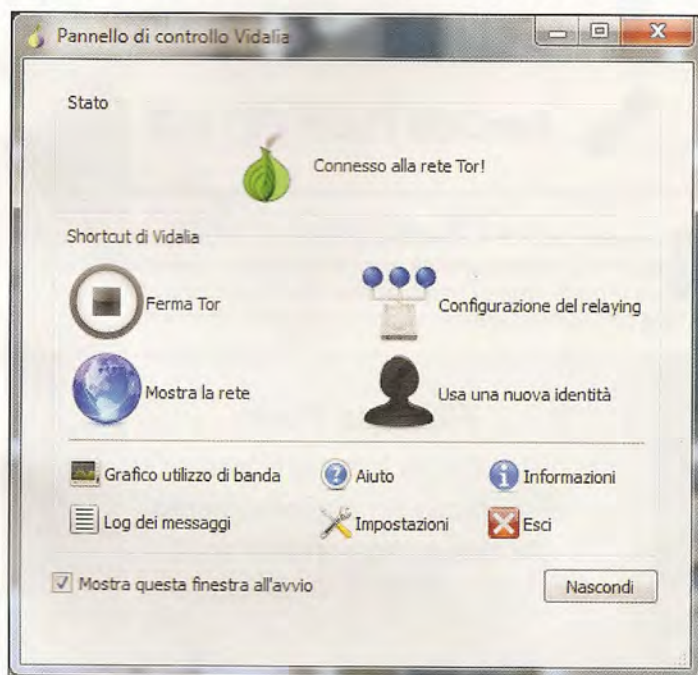 Pannello di controllo Vidalia
Stato
Connesso alla rete Tor!
Shortcut di Vidalia
Ferma Tor
Configurazione del relaying
Mostra la rete
Usa una nuova identità
Grafico utilizzo di banda
Aiuto
Informazioni
Log dei messaggi
Impostazioni
Esci
Mostra questa finestra all'avvio
Nascondi